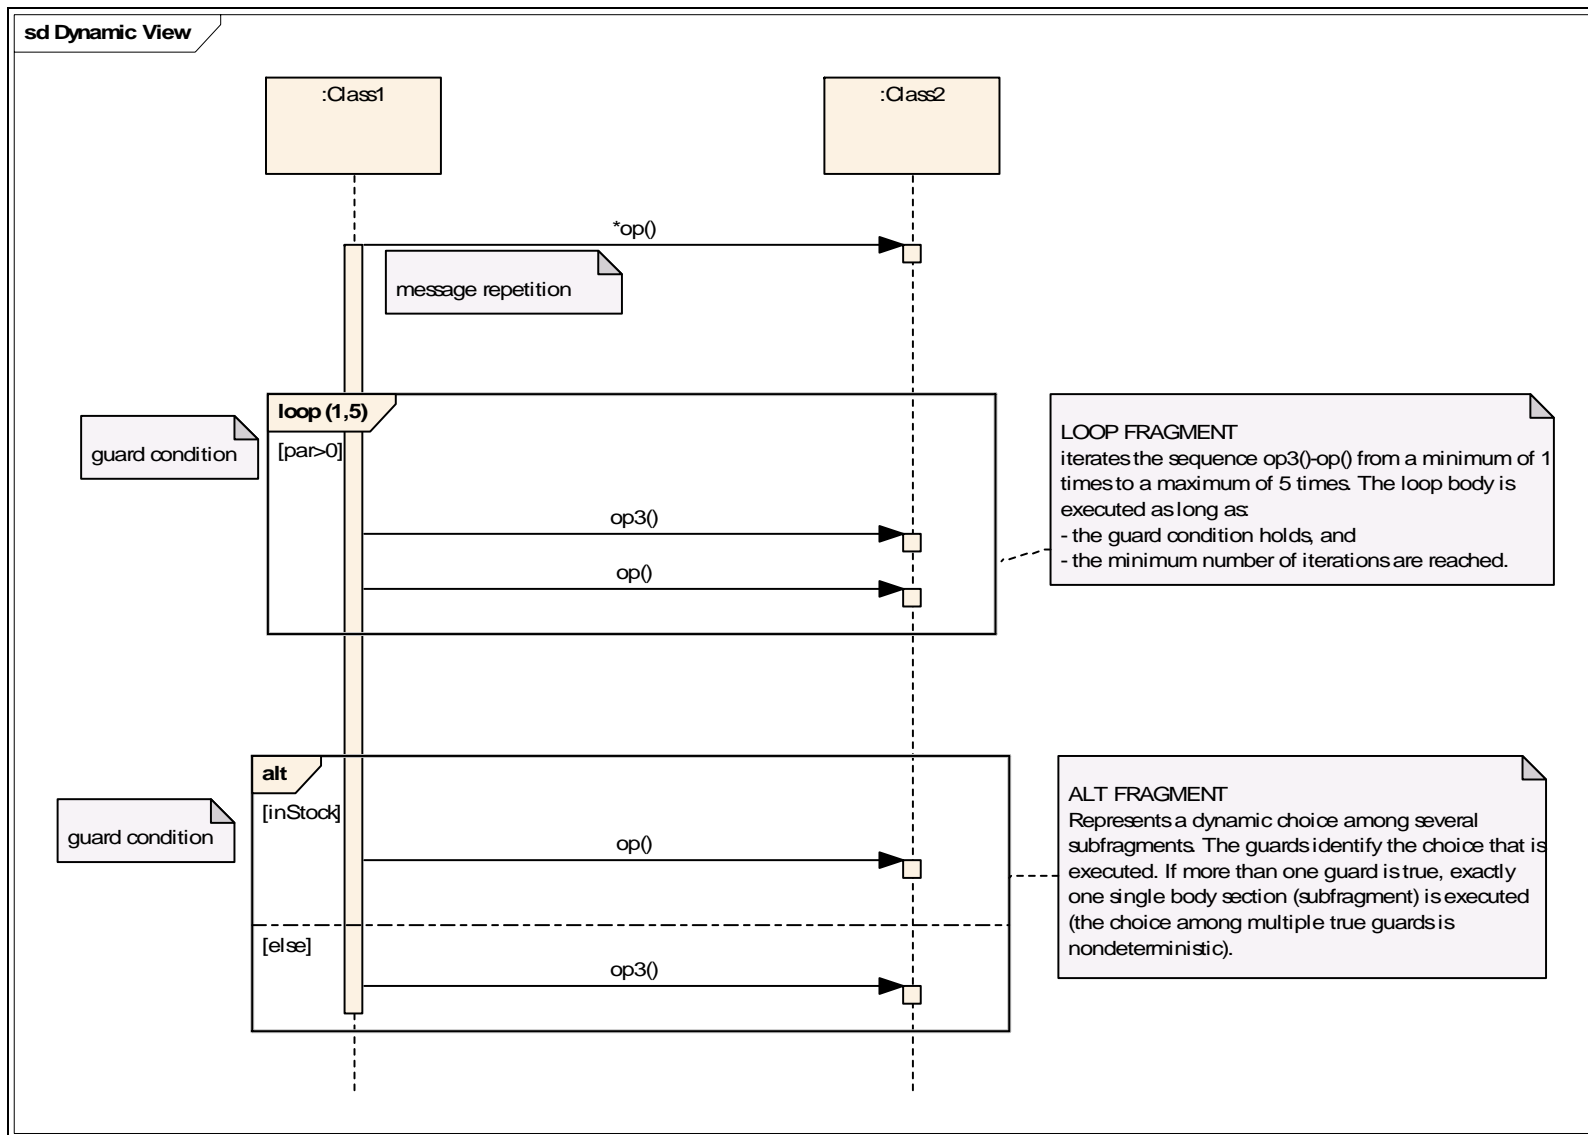 sd Dynamic View
:Class1
:Class2
*op()
message repetition
loop (1,5)
guard condition
[par>0]
LOOP FRAGMENT
iterates the sequence op3()-op() from a minimum of 1
times to a maximum of 5 times. The loop body is
executed as long as:
- the guard condition holds, and
- the minimum number of iterations are reached.
op3()
op()
alt
guard condition
[inStock]
ALT FRAGMENT
Represents a dynamic choice among several
subfragments. The guards identify the choice that is
executed. If more than one guard is true, exactly
one single body section (subfragment) is executed
(the choice among multiple true guards is
nondeterministic).
op()
[else]
op3()